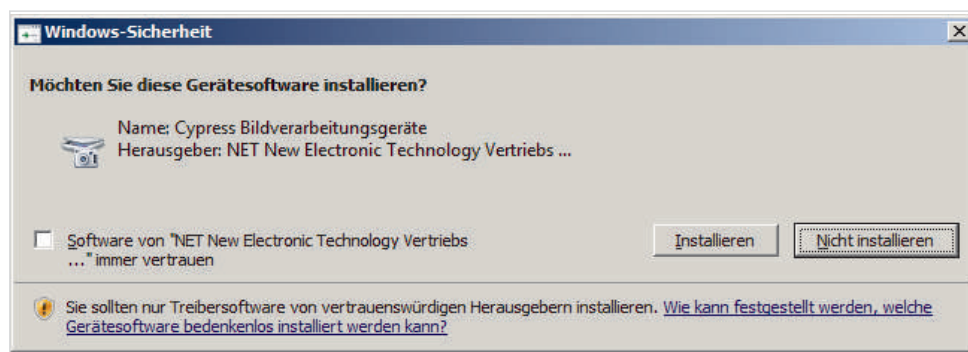 Windows-Sicherheit
Möchten Sie diese Gerätesoftware installieren?
Name: Cypress Bildverarbeitungsgeräte
Herausgeber: NET New Electronic Technology Vertriebs ...
Software von "NET New Electronic Technology Vertriebs
..." immer vertrauen
Installieren
Nicht installieren
Sie sollten nur Treibersoftware von vertrauenswürdigen Herausgebern installieren. Wie kann festgestellt werden, welche
Gerätesoftware bedenkenlos installiert werden kann?